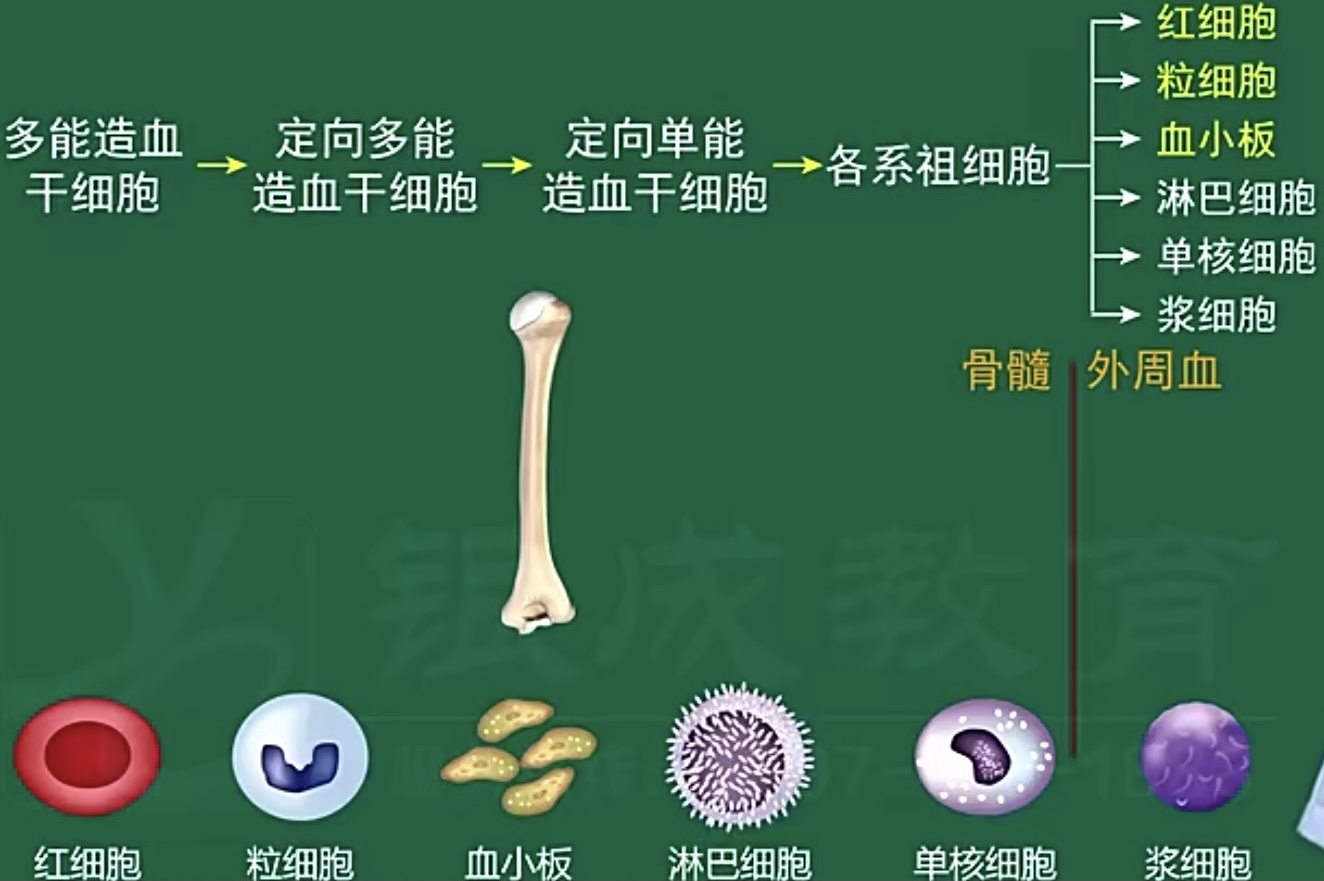 多能造血
干细胞
定向多能
造血干细胞
定向单能
造血干细胞
各系祖细胞
红细胞
粒细胞
血小板
淋巴细胞
单核细胞
浆细胞
骨髓
外周血
银成教育
红细胞
粒细胞
血小板
淋巴细胞
单核细胞
浆细胞